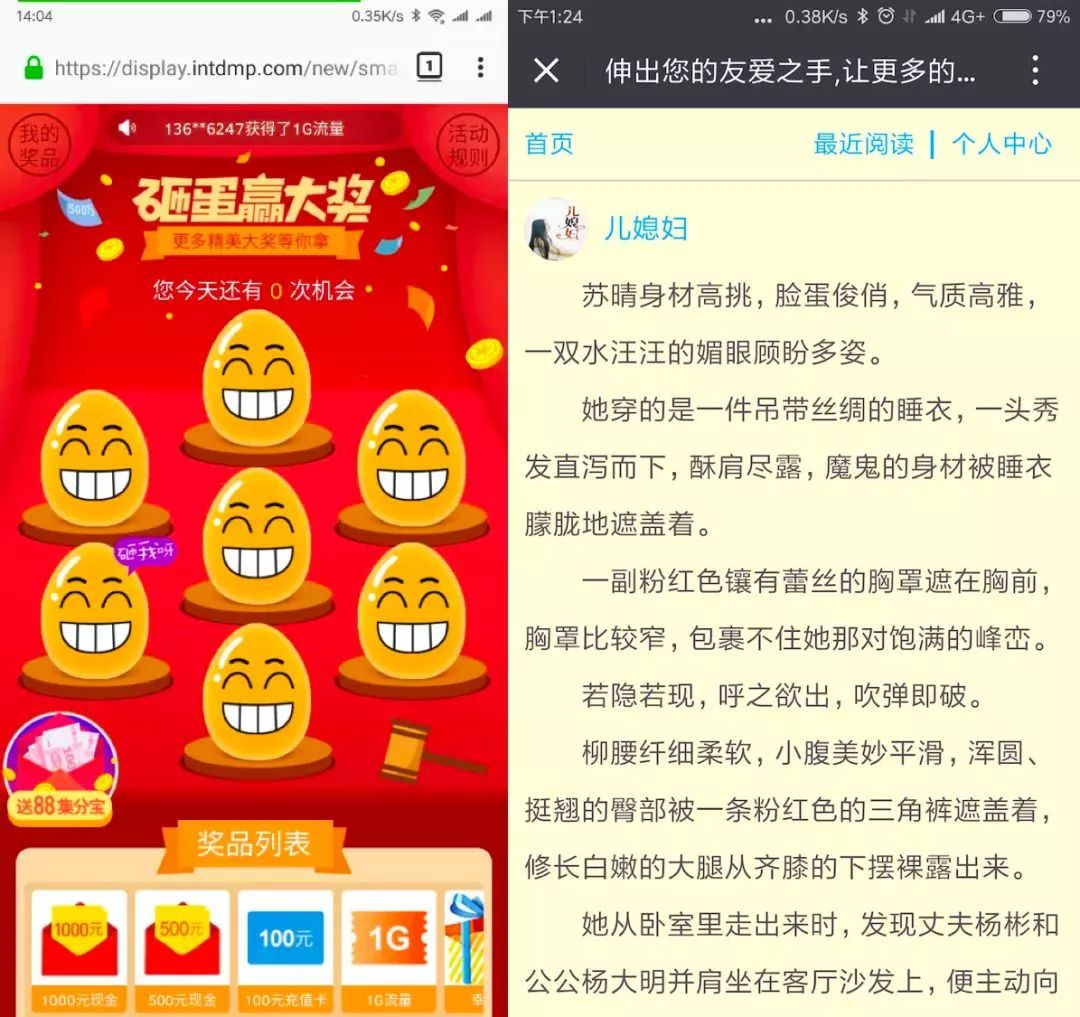 14:04
0.35K/s
https://display.intdmp.com/new/sma
1
我的
奖品
136**6247获得了1G流量
活动
规则
500万
砸蛋赢大奖
更多精美大奖等你拿
您今天还有 0 次机会
砸我呀
送88集分宝
奖品列表
1000元
500元
100元
1G
1000元现金
500元现金
100元充值卡
1G流量
幸
下午1:24
... 0.38K/s
4G+
79%
伸出您的友爱之手,让更多的...
首页
最近阅读 | 个人中心
儿媳妇
儿媳妇
苏晴身材高挑，脸蛋俊俏，气质高雅，
一双水汪汪的媚眼顾盼多姿。
她穿的是一件吊带丝绸的睡衣，一头秀
发直泻而下，酥肩尽露，魔鬼的身材被睡衣
朦胧地遮盖着。
一副粉红色镶有蕾丝的胸罩遮在胸前，
胸罩比较窄，包裹不住她那对饱满的峰峦。
若隐若现，呼之欲出，吹弹即破。
柳腰纤细柔软，小腹美妙平滑，浑圆、
挺翘的臀部被一条粉红色的三角裤遮盖着，
修长白嫩的大腿从齐膝的下摆裸露出来。
她从卧室里走出来时，发现丈夫杨彬和
公公杨大明并肩坐在客厅沙发上，便主动向